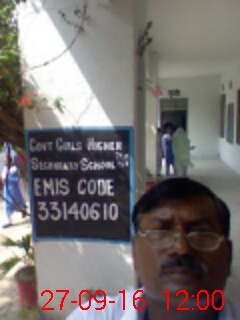 GOVT GIRLS HIGHER
SECONDARY SCHOOL
EMIS CODE
33140610
27-09-16 12:00